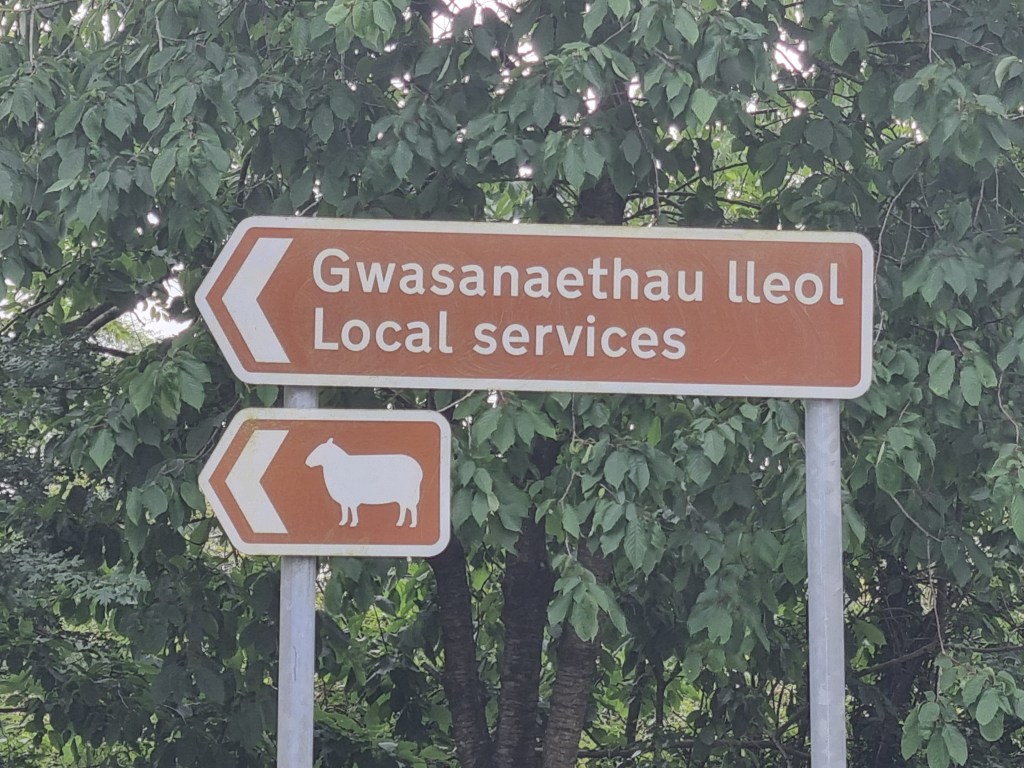 Gwasanaethau lleol
Local services